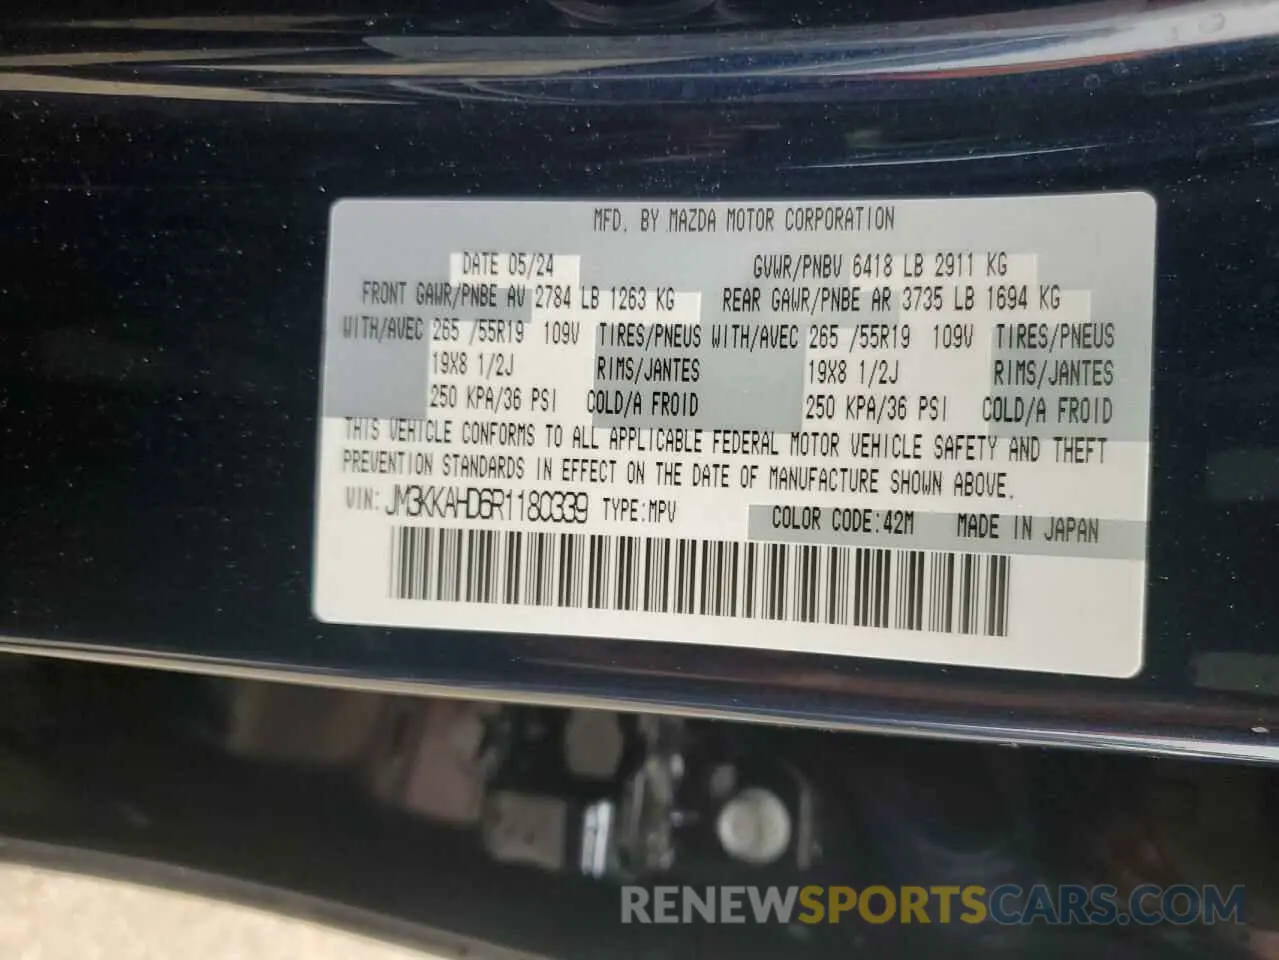 MFD. BY MAZDA MOTOR CORPORATION
DATE 05/24 GVWR/PNBV 6418 LB 2911 KG
FRONT GAWR/PNBE AV 2784 LB 1263 KG REAR GAWR/PNBE AR 3735 LB 1694 KG
WITH/AVEC 265 /55R19 109V TIRES/PNEUS WITH/AVEC 265 /55R19 109V TIRES/PNEUS
19X8 1/2J RIMS/JANTES 19X8 1/2J RIMS/JANTES
250 KPA/36 PSI COLD/A FROID 250 KPA/36 PSI COLD/A FROID
THIS VEHICLE CONFORMS TO ALL APPLICABLE FEDERAL MOTOR VEHICLE SAFETY AND THEFT
PREVENTION STANDARDS IN EFFECT ON THE DATE OF MANUFACTURE SHOWN ABOVE.
VIN: JM3KKAHD6R1180339 TYPE:MPV COLOR CODE:42M MADE IN JAPAN
RENEWSPORTSCARS.COM